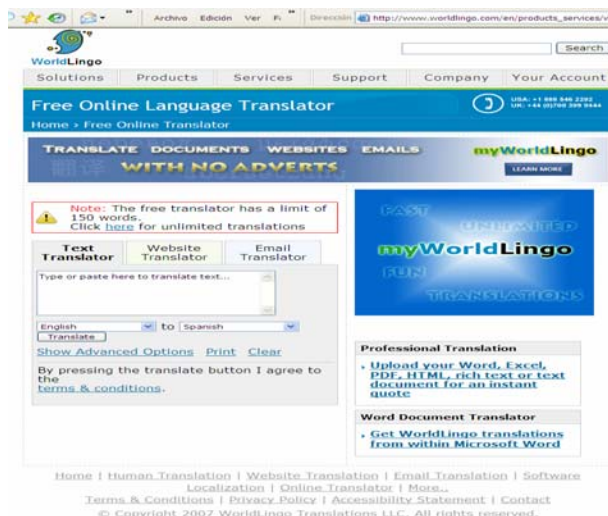 Archivo Edición Ver
Dirección http://www.worldlingo.com/en/products_services/
WorldLingo
Search
Solutions Products Services Support Company Your Account
Free Online Language Translator
Home > Free Online Translator
TRANSLATE DOCUMENTS WEBSITES EMAILS
WITH NO ADVERTS
myWorldLingo
LEARN MORE
Note: The free translator has a limit of
150 words.
Click here for unlimited translations
Text Translator
Website Translator
Email Translator
Type or paste here to translate text...
English to Spanish
Translate
Show Advanced Options Print Clear
By pressing the translate button I agree to
the
terms & conditions.
FAST
UNLIMITED
myWorldLingo
FUN
TRANSLATIONS
Professional Translation
Upload your Word, Excel,
PDF, HTML, rich text or text
document for an instant
quote
Word Document Translator
Get WorldLingo translations
from within Microsoft Word
Home | Human Translation | Website Translation | Email Translation | Software
Localization | Online Translator | More..
Terms & Conditions | Privacy Policy | Accessibility Statement | Contact
© Copyright 2007 WorldLingo Translations LLC. All rights reserved.